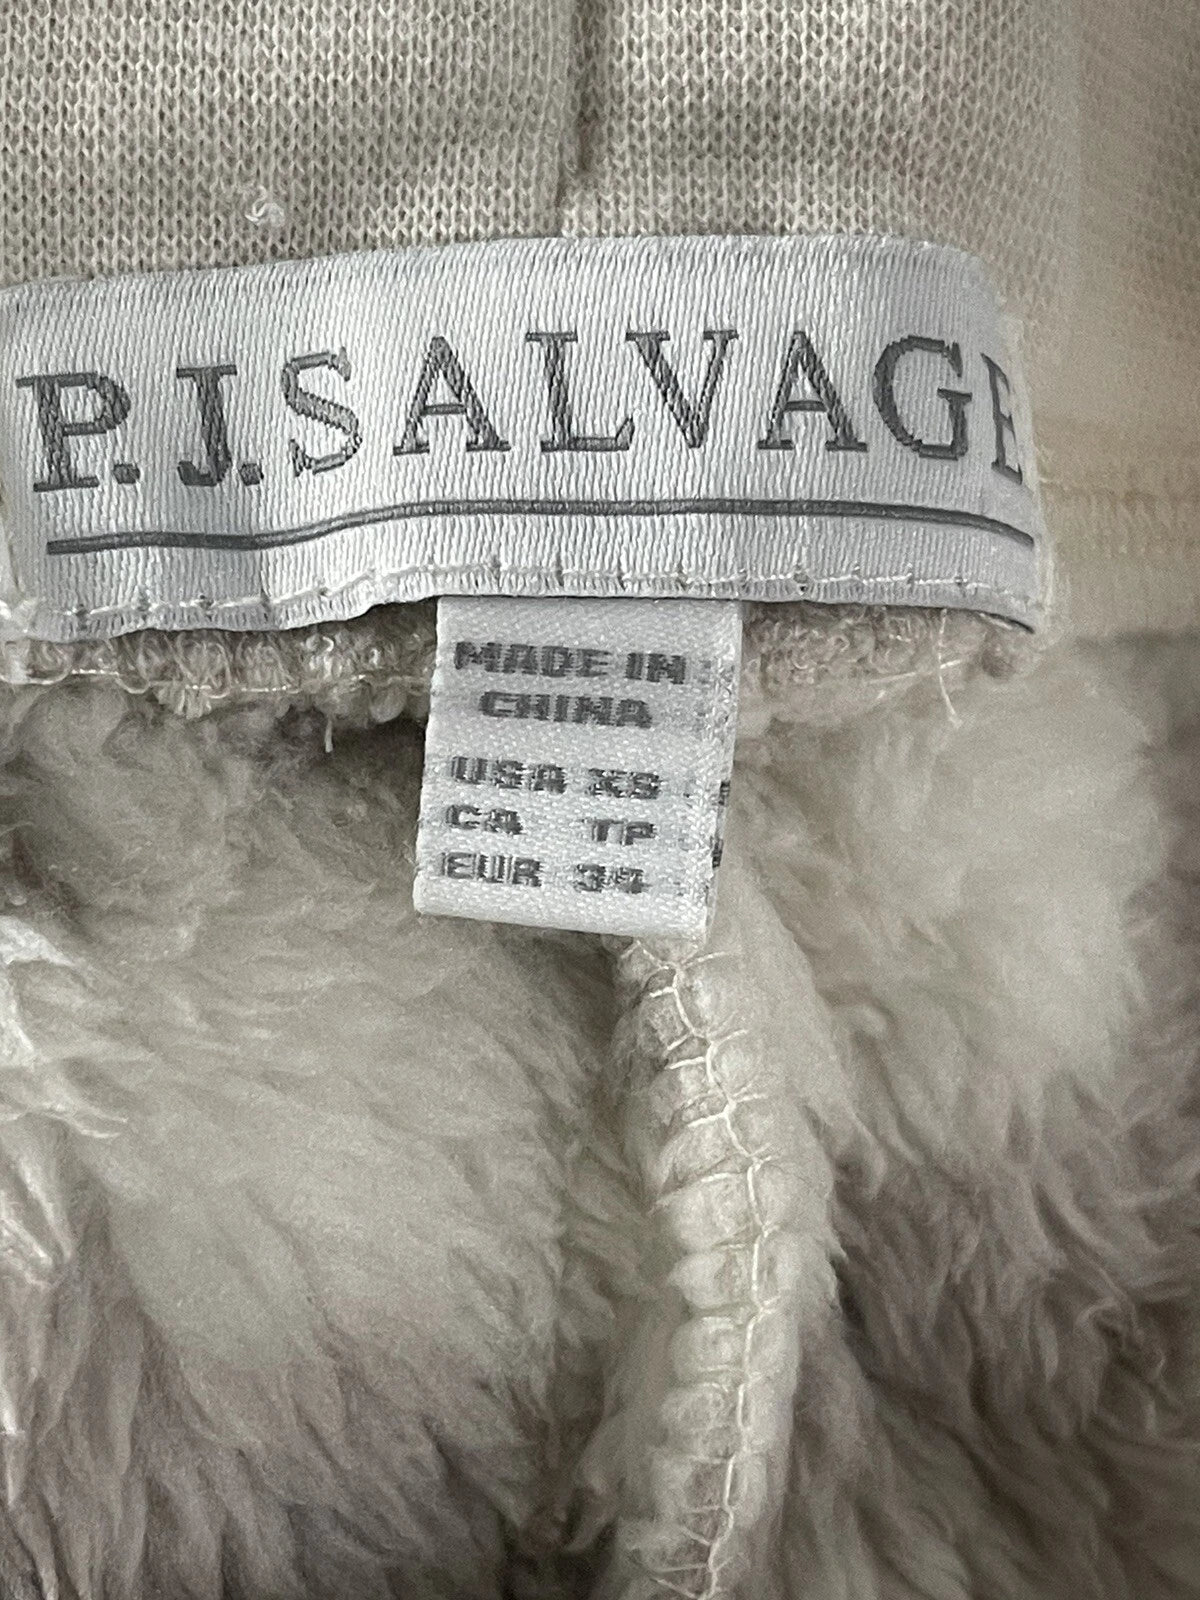 P.J.SALVAGE
MADE IN
CHINA
USA XS
CA TP
EUR 34